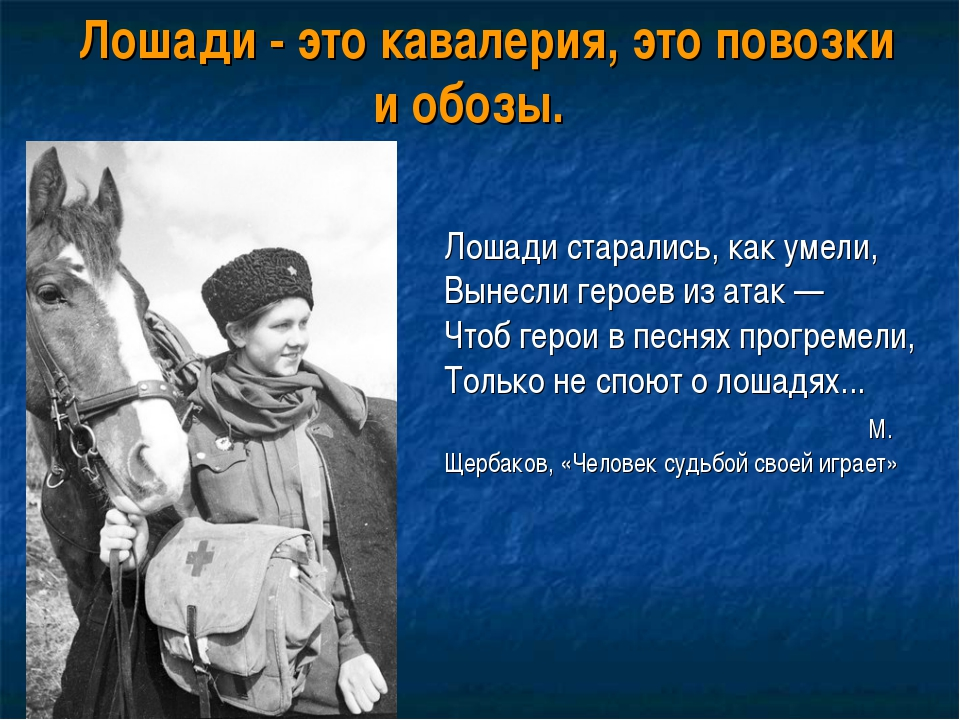 Лошади - это кавалерия, это повозки
и обозы.
Лошади старались, как умели,
Вынесли героев из атак —
Чтоб герои в песнях прогремели,
Только не споют о лошадях...
М.
Щербаков, «Человек судьбой своей играет»